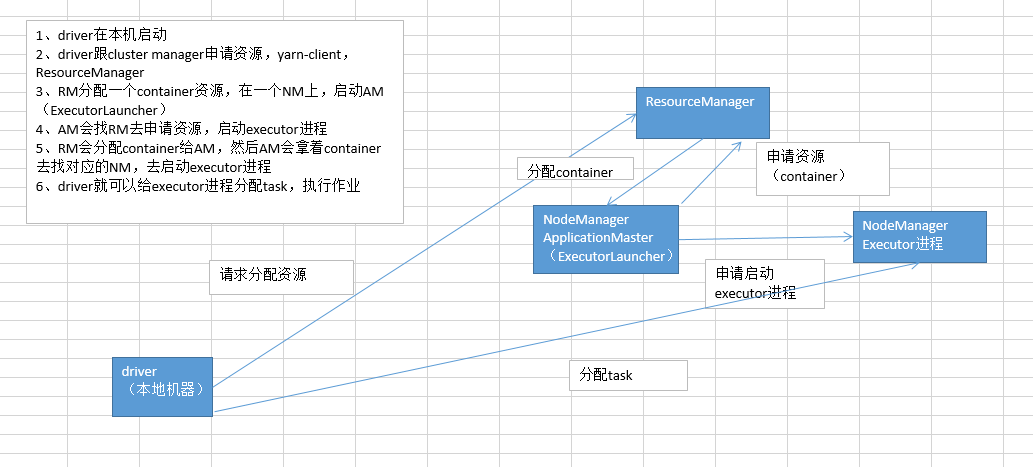 1、driver在本机启动
2、driver跟cluster manager申请资源，yarn-client，
ResourceManager
3、RM分配一个container资源，在一个NM上，启动AM
（ExecutorLauncher）
4、AM会找RM去申请资源，启动executor进程
5、RM会分配container给AM，然后AM会拿着container
去找对应的NM，去启动executor进程
6、driver就可以给executor进程分配task，执行作业
ResourceManager
分配container
申请资源
（container）
NodeManager
ApplicationMaster
（ExecutorLauncher）
NodeManager
Executor进程
请求分配资源
申请启动
executor进程
driver
（本地机器）
分配task